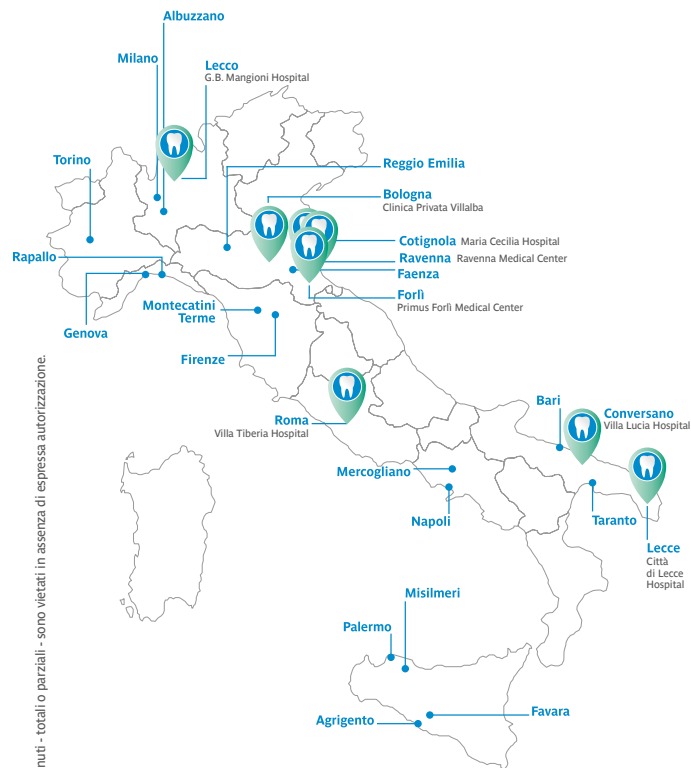 Albuzzano
Milano
Lecco
G.B. Mangioni Hospital
Torino
Reggio Emilia
Bologna
Clinica Privata Villalba
Cotignola Maria Cecilia Hospital
Rapallo
Ravenna Ravenna Medical Center
Faenza
Forlì
Primus Forlì Medical Center
Montecatini
Terme
Genova
Firenze
Roma
Villa Tiberia Hospital
Bari
Conversano
Villa Lucia Hospital
Mercogliano
Napoli
Taranto
Lecce
Città
di Lecce
Hospital
Misilmeri
Palermo
Favara
Agrigento
nuti - totali o parziali - sono vietati in assenza di espressa autorizzazione.